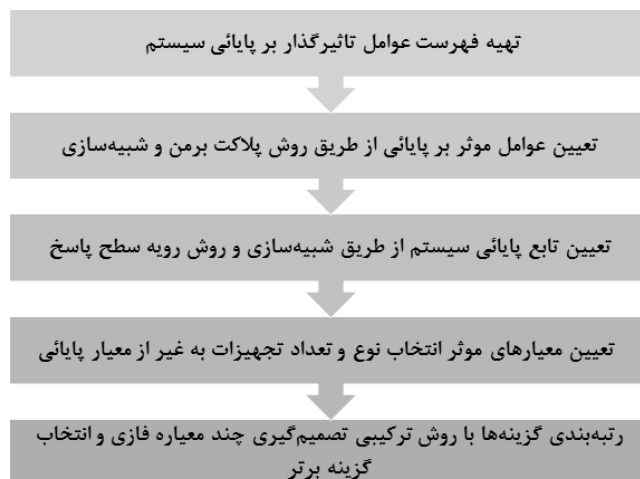 تهیه فهرست عوامل تاثیرگذار بر پایائی سیستم
تعیین عوامل موثر بر پایائی از طریق روش پلاکت برمن و شبیه‌سازی
تعیین تابع پایائی سیستم از طریق شبیه‌سازی و روش رویه سطح پاسخ
تعیین معیارهای موثر انتخاب نوع و تعداد تجهیزات به غیر از معیار پایائی
رتبه‌بندی گزینه‌ها با روش ترکیبی تصمیم‌گیری چند معیاره فازی و انتخاب
گزینه برتر